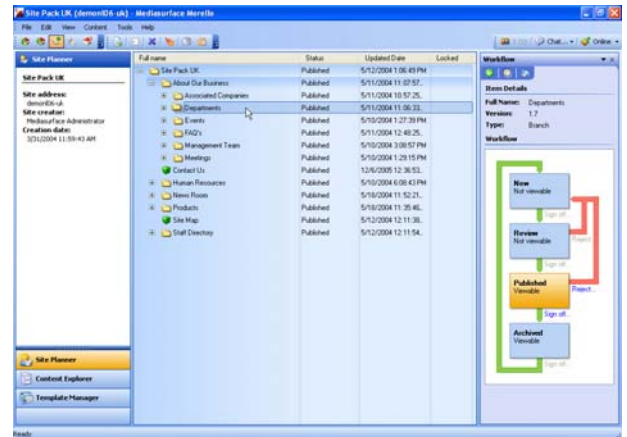 Site Pack UK (demonl06-uk) - Mediasurface Morello
File Edit View Content Tools Help
Chat... Online
Site Planner
Site Pack UK
Site address:
demonl06-uk
Site creator:
Mediasurface Administrator
Creation date:
3/31/2004 11:59:43 AM
Site Planner
Content Explorer
Template Manager
Full name Status Updated Date Locked
Site Pack UK Published 5/12/2004 1:06:49 PM
About Our Business Published 5/11/2004 11:07:57..
Associated Companies Published 5/11/2004 10:57:25..
Departments Published 5/11/2004 11:06:33..
Events Published 5/10/2004 1:27:39 PM
FAQ's Published 5/11/2004 12:48:25..
Management Team Published 5/10/2004 3:08:57 PM
Meetings Published 5/10/2004 1:29:15 PM
Contact Us Published 12/6/2005 12:36:53..
Human Resources Published 5/10/2004 6:08:43 PM
News Room Published 5/10/2004 11:52:21..
Products Published 5/18/2004 11:35:46..
Site Map Published 5/12/2004 12:11:38..
Staff Directory Published 5/12/2004 12:11:54..
Workflow
Item Details
Full Name: Departments
Version: 1.7
Type: Branch
Workflow
New
Not viewable
Sign off...
Review
Not viewable
Reject...
Sign off...
Published
Viewable
Reject...
Sign off...
Archived
Viewable
Sign off...
Ready